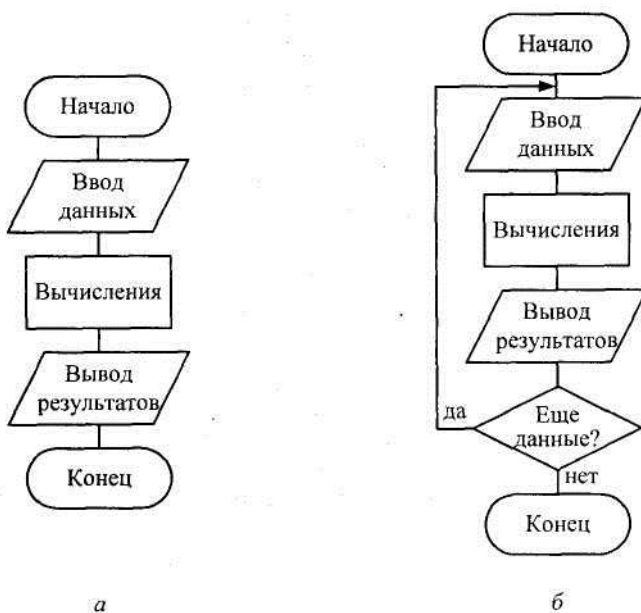 Начало
Ввод
данных
Вычисления
Вывод
результатов
Конец
а
Начало
Ввод
данных
Вычисления
Вывод
результатов
да
Еще
данные?
нет
Конец
б